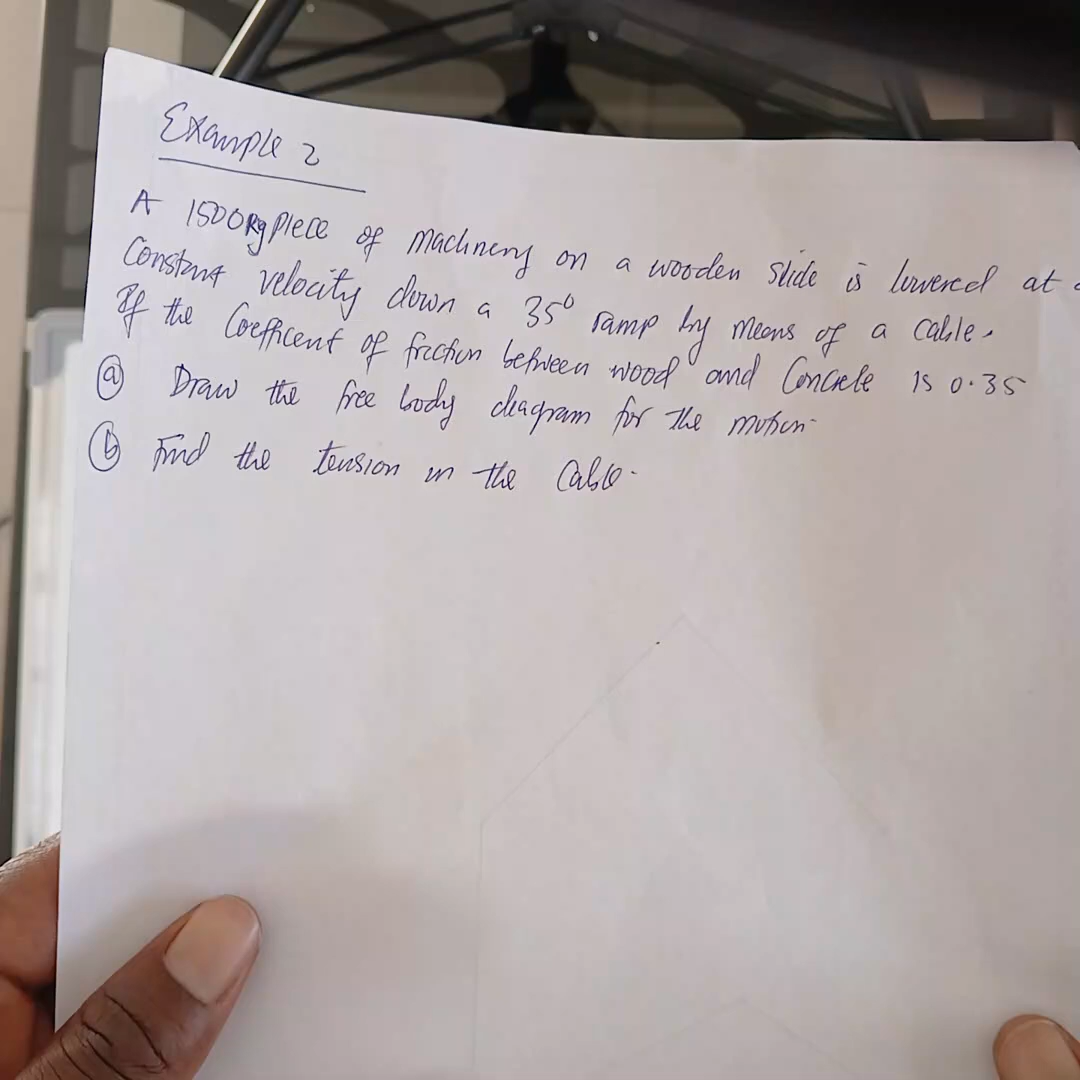 Example 2
A 1500kg piece of machinery on a wooden slide is lowered at
Constant velocity down a 35° ramp by means of a cable.
If the Coefficent of friction between wood and Concrete is 0.35
(a) Draw the free body diagram for the motion.
(b) Find the tension in the Cable.